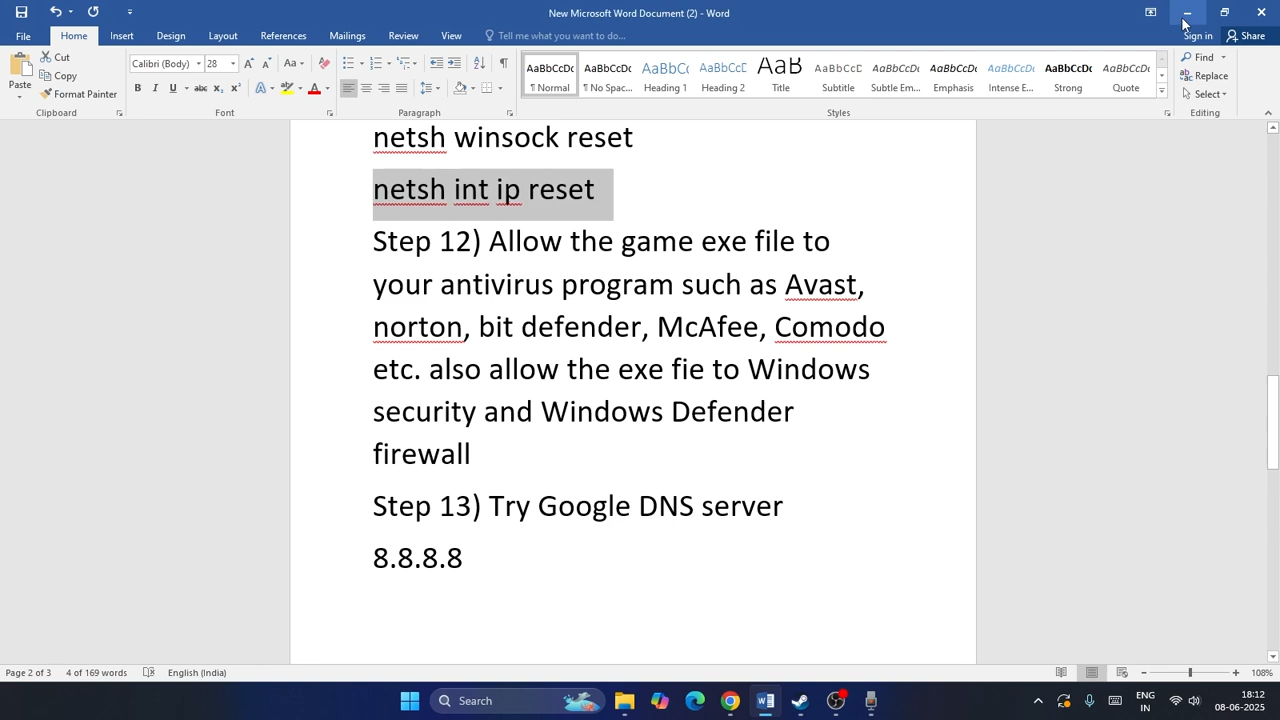 New Microsoft Word Document (2) - Word
File Home Insert Design Layout References Mailings Review View Tell me what you want to do... Sign in Share
Paste Cut Copy Format Painter
Calibri (Body) 28
AaBbCcDc AaBbCcDc AaBbCc AaBbCcD AaB AaBbCcD AaBbCcDc AaBbCcDc AaBbCcDc AaBbCcDc AaBbCcDc
¶ Normal ¶ No Spac... Heading 1 Heading 2 Title Subtitle Subtle Em... Emphasis Intense E... Strong Quote
Find
Replace
Select
Clipboard Font Paragraph Styles Editing
netsh winsock reset
netsh int ip reset
Step 12) Allow the game exe file to
your antivirus program such as Avast,
norton, bit defender, McAfee, Comodo
etc. also allow the exe fie to Windows
security and Windows Defender
firewall
Step 13) Try Google DNS server
8.8.8.8
Page 2 of 3 4 of 169 words English (India) 108%
Search
ENG
IN
18:12
08-06-2025